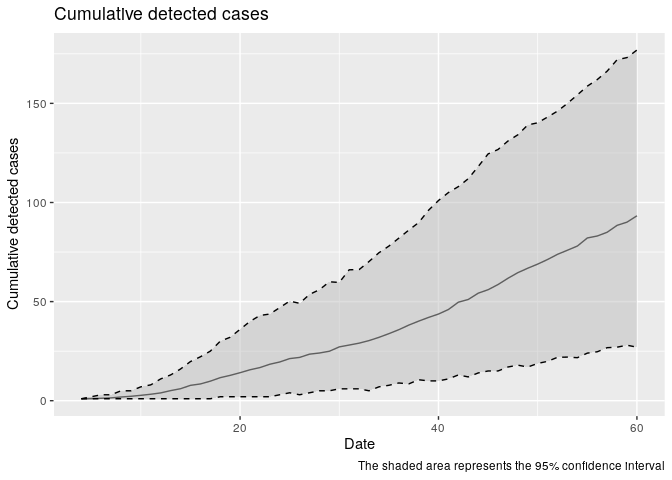 Cumulative detected cases
Cumulative detected cases
150
100
50
0
20 40 60
Date
The shaded area represents the 95% confidence interval